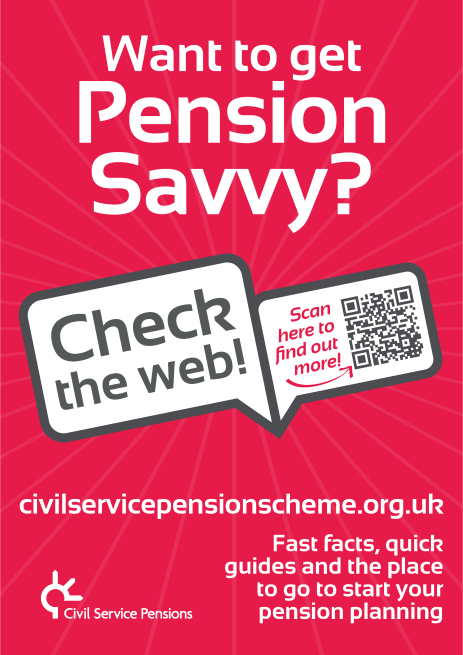 Want to get
Pension
Savvy?
Check
the web!
Scan
here to
find out
more!
civilservicepensionscheme.org.uk
Fast facts, quick
guides and the place
to go to start your
pension planning
Civil Service Pensions